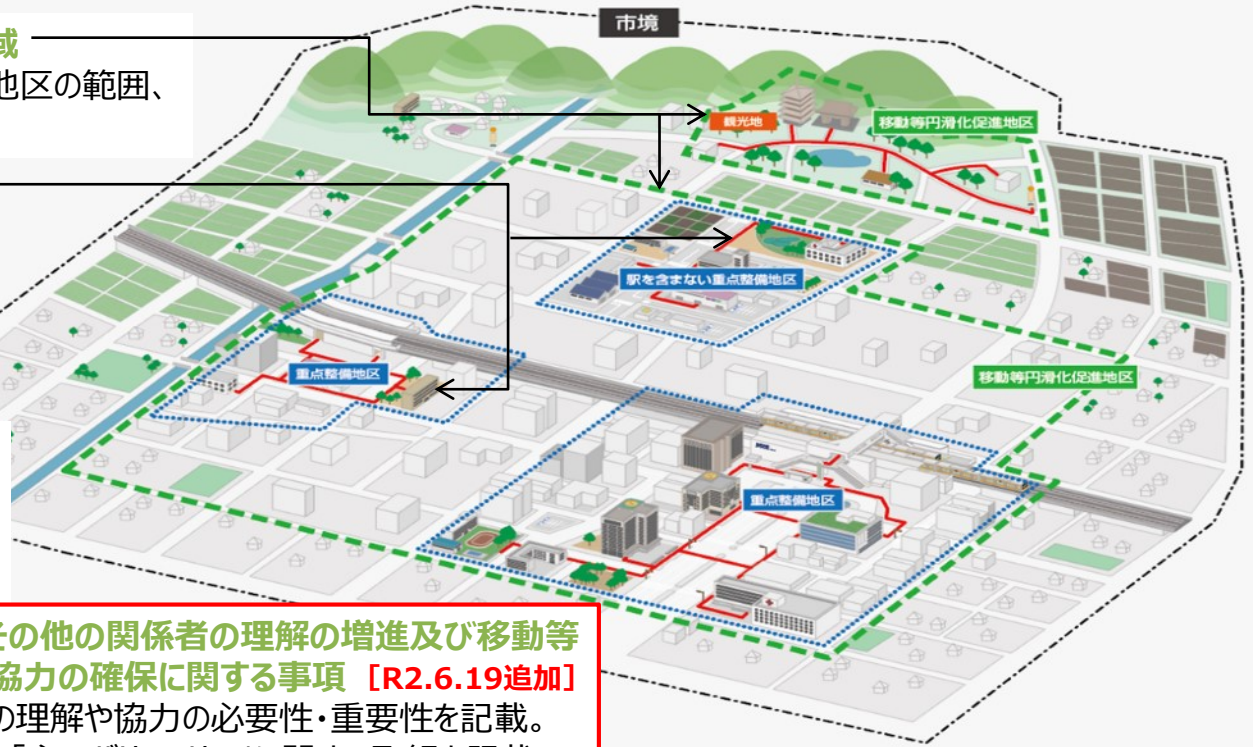 市境
域
地区の範囲、
観光地
移動等円滑化促進地区
駅を含まない重点整備地区
重点整備地区
移動等円滑化促進地区
重点整備地区
その他の関係者の理解の増進及び移動等
協力の確保に関する事項 [R2.6.19追加]
の理解や協力の必要性・重要性を記載。